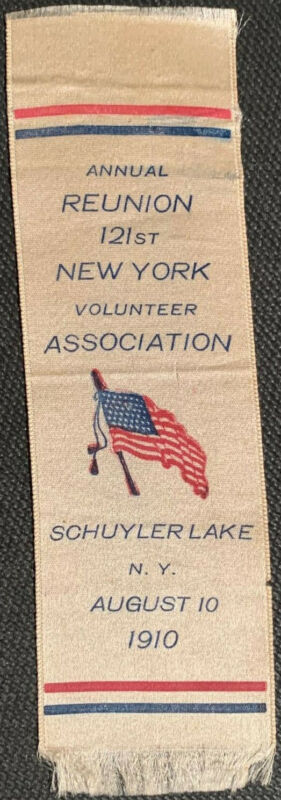 ANNUAL
REUNION
121ST
NEW YORK
VOLUNTEER
ASSOCIATION
SCHUYLER LAKE
N. Y.
AUGUST 10
1910